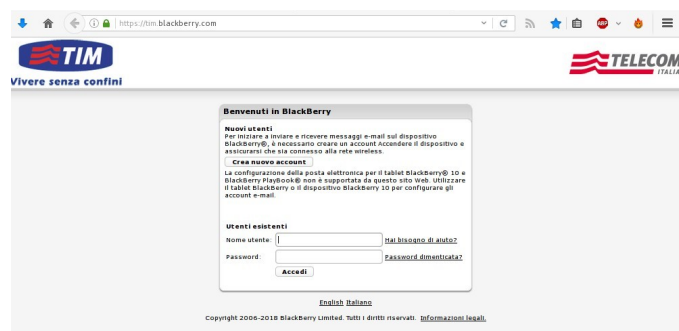 https://tim.blackberry.com
ABP
TIM
Vivere senza confini
TELECOM
ITALIA
Benvenuti in BlackBerry
Nuovi utenti
Per iniziare a inviare e ricevere messaggi e-mail sul dispositivo
BlackBerry®, è necessario creare un account Accendere il dispositivo e
assicurarsi che sia connesso alla rete wireless.
Crea nuovo account
La configurazione della posta elettronica per il tablet BlackBerry® 10 e
BlackBerry PlayBook® non è supportata da questo sito Web. Utilizzare
il tablet BlackBerry o il dispositivo BlackBerry 10 per configurare gli
account e-mail.
Utenti esistenti
Nome utente: Hai bisogno di aiuto?
Password: Password dimenticata?
Accedi
English Italiano
Copyright 2006-2018 BlackBerry Limited. Tutti i diritti riservati. Informazioni legali.